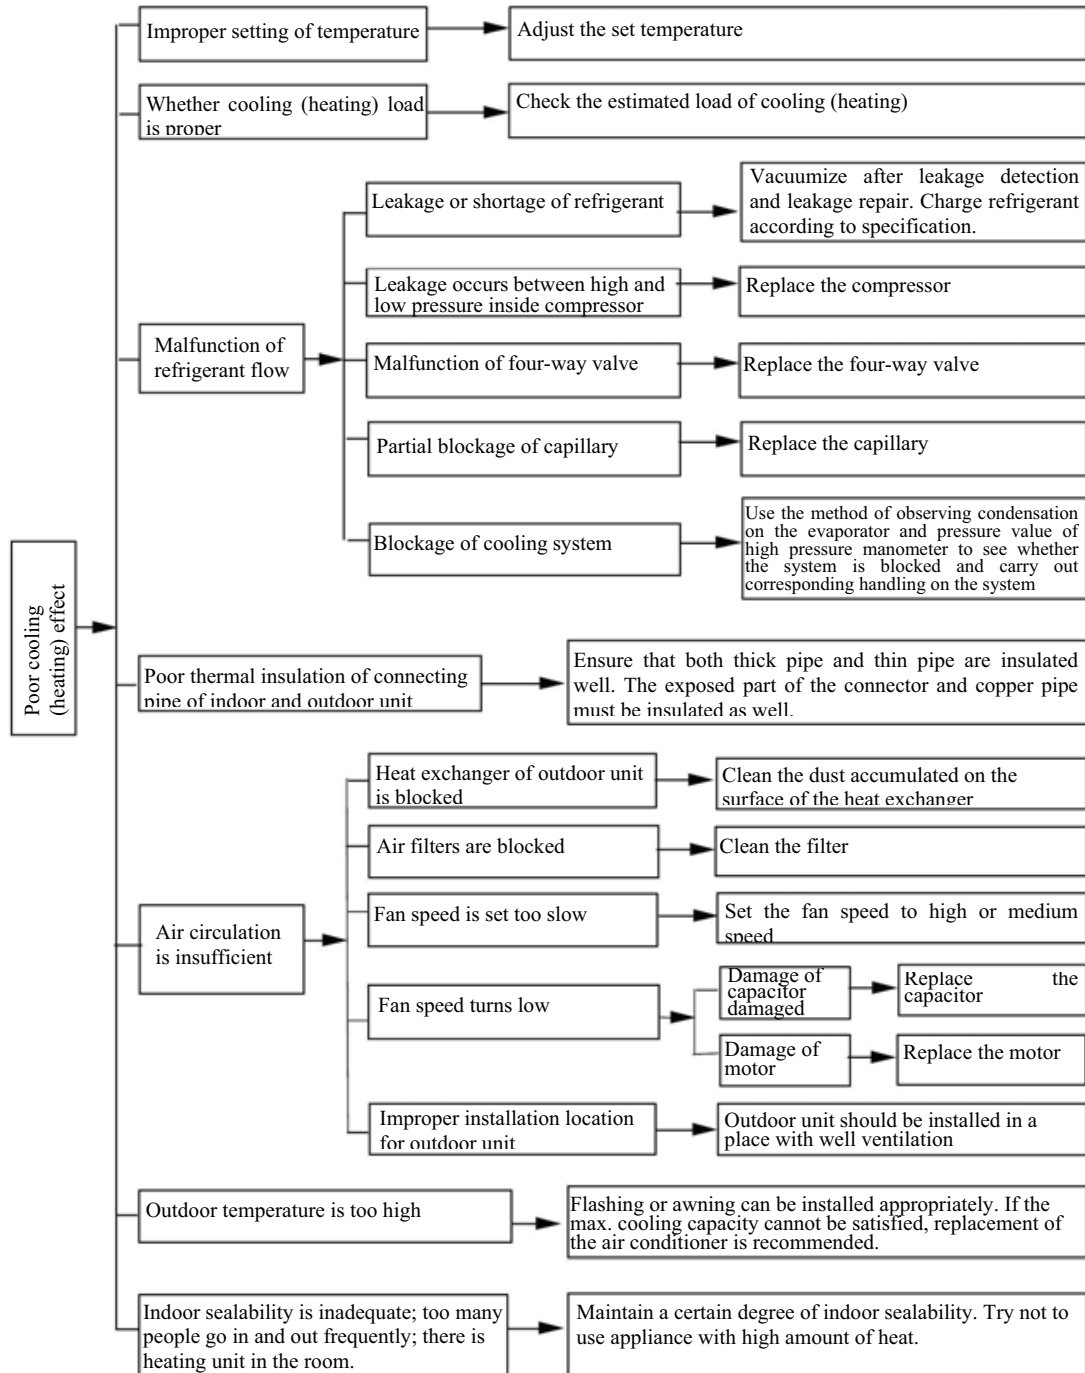 Improper setting of temperature
Adjust the set temperature
Whether cooling (heating) load
is proper
Check the estimated load of cooling (heating)
Leakage or shortage of refrigerant
Vacuumize after leakage detection
and leakage repair. Charge refrigerant
according to specification.
Leakage occurs between high and
low pressure inside compressor
Replace the compressor
Malfunction of
refrigerant flow
Malfunction of four-way valve
Replace the four-way valve
Partial blockage of capillary
Replace the capillary
Blockage of cooling system
Use the method of observing condensation
on the evaporator and pressure value of
high pressure manometer to see whether
the system is blocked and carry out
corresponding handling on the system
Poor cooling
(heating) effect
Poor thermal insulation of connecting
pipe of indoor and outdoor unit
Ensure that both thick pipe and thin pipe are insulated
well. The exposed part of the connector and copper pipe
must be insulated as well.
Heat exchanger of outdoor unit
is blocked
Clean the dust accumulated on the
surface of the heat exchanger
Air filters are blocked
Clean the filter
Air circulation
is insufficient
Fan speed is set too slow
Set the fan speed to high or medium
speed
Fan speed turns low
Damage of
capacitor
damaged
Replace the
capacitor
Damage of
motor
Replace the motor
Improper installation location
for outdoor unit
Outdoor unit should be installed in a
place with well ventilation
Outdoor temperature is too high
Flashing or awning can be installed appropriately. If the
max. cooling capacity cannot be satisfied, replacement of
the air conditioner is recommended.
Indoor sealability is inadequate; too many
people go in and out frequently; there is
heating unit in the room.
Maintain a certain degree of indoor sealability. Try not to
use appliance with high amount of heat.